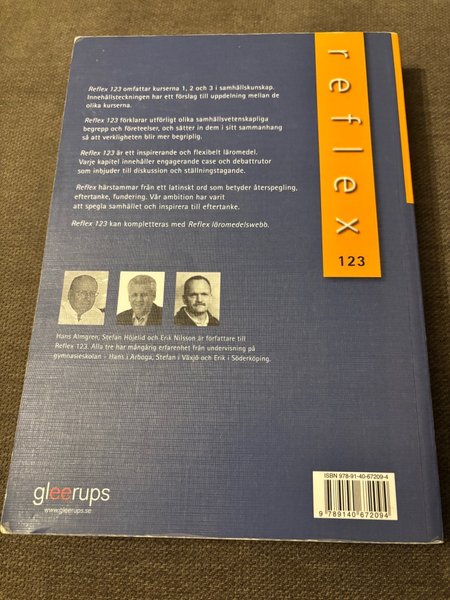 reflex
123
Reflex 123 omfattar kurserna 1, 2 och 3 i samhällskunskap.
Innehållsteckningen har ett förslag till uppdelning mellan de
olika kurserna.
Reflex 123 förklarar utförligt olika samhällsvetenskapliga
begrepp och företeelser, och sätter in dem i sitt sammanhang
så att verkligheten blir mer begriplig.
Reflex 123 är ett inspirerande och flexibelt läromedel.
Varje kapitel innehåller engagerande case och debattrutor
som inbjuder till diskussion och ställningstagande.
Reflex härstammar från ett latinskt ord som betyder återspegling,
eftertanke, fundering. Vår ambition har varit
att spegla samhället och inspirera till eftertanke.
Reflex 123 kan kompletteras med Reflex läromedelswebb.
Hans Almgren, Stefan Höjelid och Erik Nilsson är författare till
Reflex 123. Alla tre har mångårig erfarenhet från undervisning på
gymnasieskolan – Hans i Arboga, Stefan i Växjö och Erik i Söderköping.
gleerups
www.gleerups.se
ISBN 978-91-40-67209-4
9 789140 672094